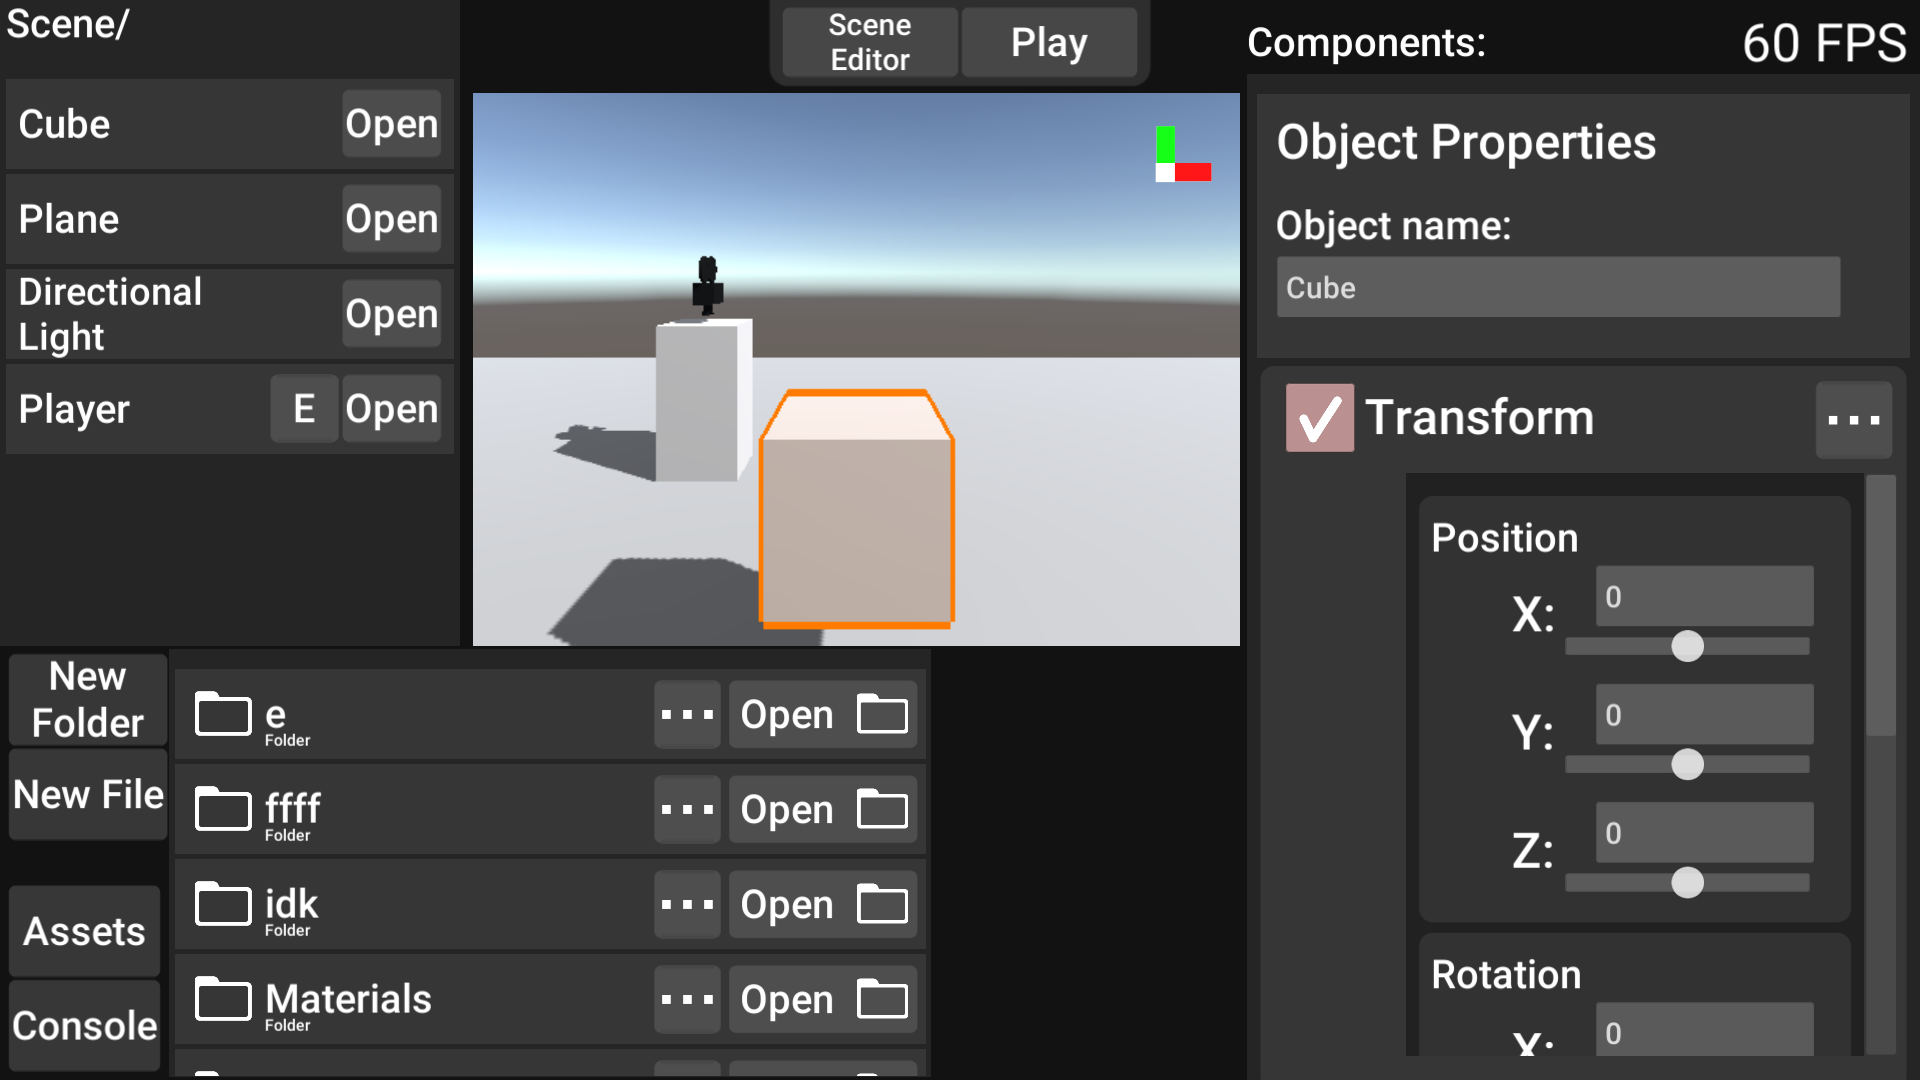 Scene/
Cube
Open
Plane
Open
Directional
Light
Open
Player
E
Open
Scene
Editor
Play
Components:
60 FPS
Object Properties
Object name:
Cube
Transform
...
Position
X:
0
Y:
0
Z:
0
Rotation
X:
0
New
Folder
New File
Assets
Console
e
Folder
...
Open
ffff
Folder
...
Open
idk
Folder
...
Open
Materials
Folder
...
Open